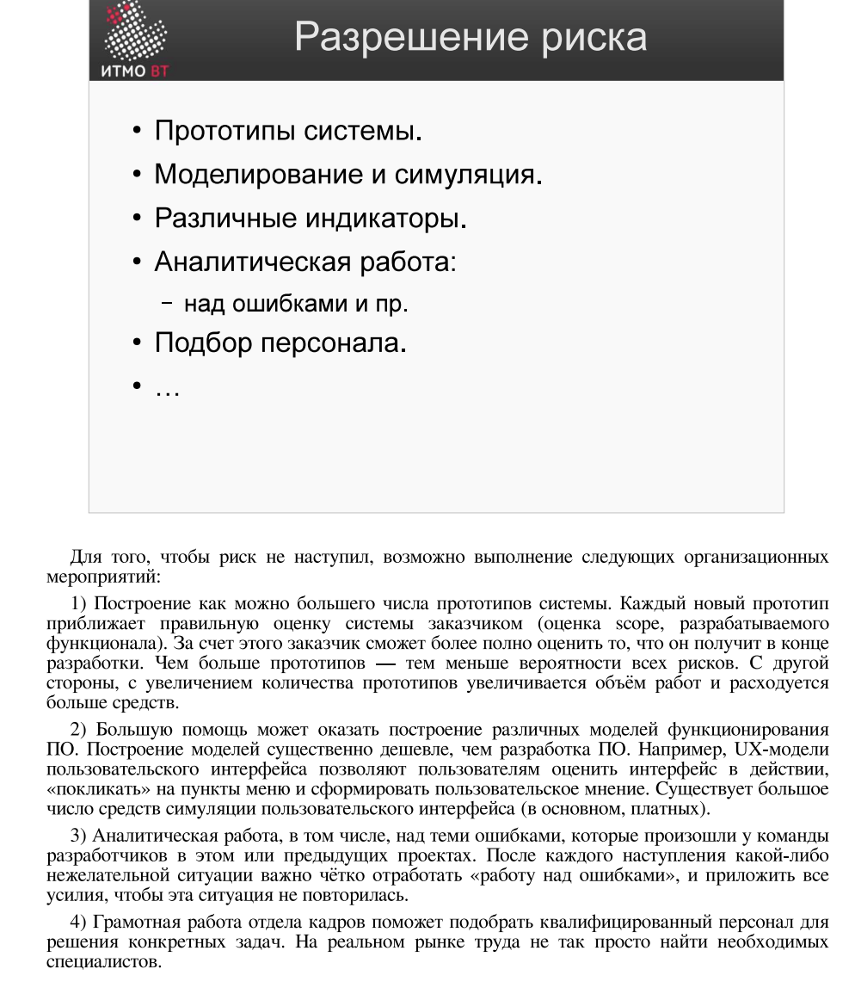 Разрешение риска
ИТМО ВТ
• Прототипы системы.
• Моделирование и симуляция.
• Различные индикаторы.
• Аналитическая работа:
– над ошибками и пр.
• Подбор персонала.
• ...
Для того, чтобы риск не наступил, возможно выполнение следующих организационных
мероприятий:
1) Построение как можно большего числа прототипов системы. Каждый новый прототип
приближает правильную оценку системы заказчиком (оценка scope, разрабатываемого
функционала). За счет этого заказчик сможет более полно оценить то, что он получит в конце
разработки. Чем больше прототипов — тем меньше вероятности всех рисков. С другой
стороны, с увеличением количества прототипов увеличивается объём работ и расходуется
больше средств.
2) Большую помощь может оказать построение различных моделей функционирования
ПО. Построение моделей существенно дешевле, чем разработка ПО. Например, UX-модели
пользовательского интерфейса позволяют пользователям оценить интерфейс в действии,
«покликать» на пункты меню и сформировать пользовательское мнение. Существует большое
число средств симуляции пользовательского интерфейса (в основном, платных).
3) Аналитическая работа, в том числе, над теми ошибками, которые произошли у команды
разработчиков в этом или предыдущих проектах. После каждого наступления какой-либо
нежелательной ситуации важно чётко отработать «работу над ошибками», и приложить все
усилия, чтобы эта ситуация не повторилась.
4) Грамотная работа отдела кадров поможет подобрать квалифицированный персонал для
решения конкретных задач. На реальном рынке труда не так просто найти необходимых
специалистов.